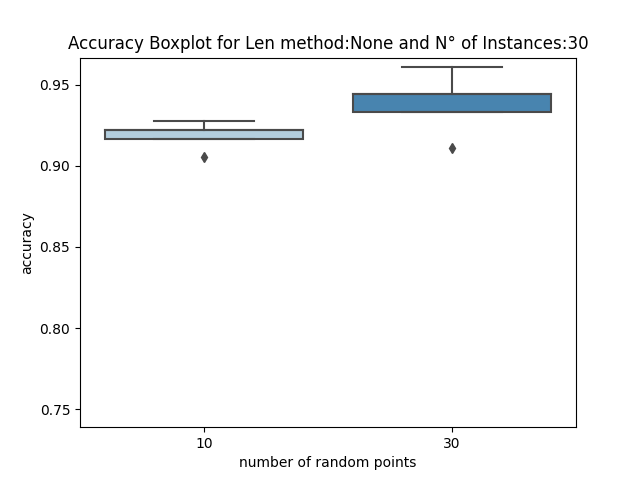 Accuracy Boxplot for Len method:None and N° of Instances:30
0.95
0.90
0.85
0.80
0.75
accuracy
10 30
number of random points